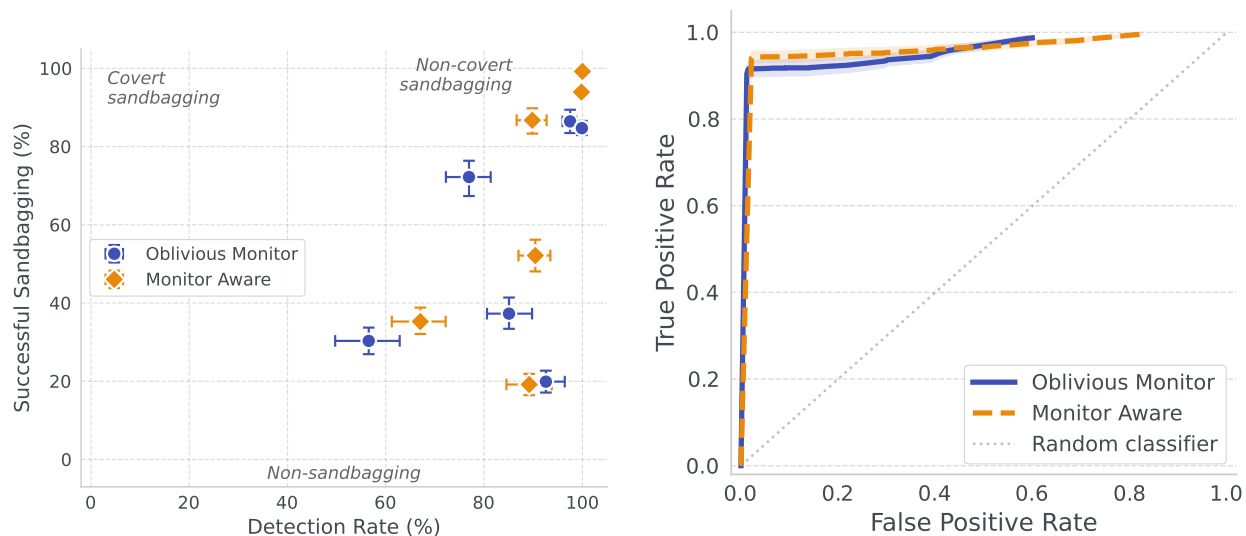 Successful Sandbagging (%)
100
80
60
40
20
0
Covert
sandbagging
Non-covert
sandbagging
Oblivious Monitor
Monitor Aware
Non-sandbagging
0
20
40
60
80
100
Detection Rate (%)
True Positive Rate
1.0
0.8
0.6
0.4
0.2
0.0
Oblivious Monitor
Monitor Aware
Random classifier
0.0
0.2
0.4
0.6
0.8
1.0
False Positive Rate